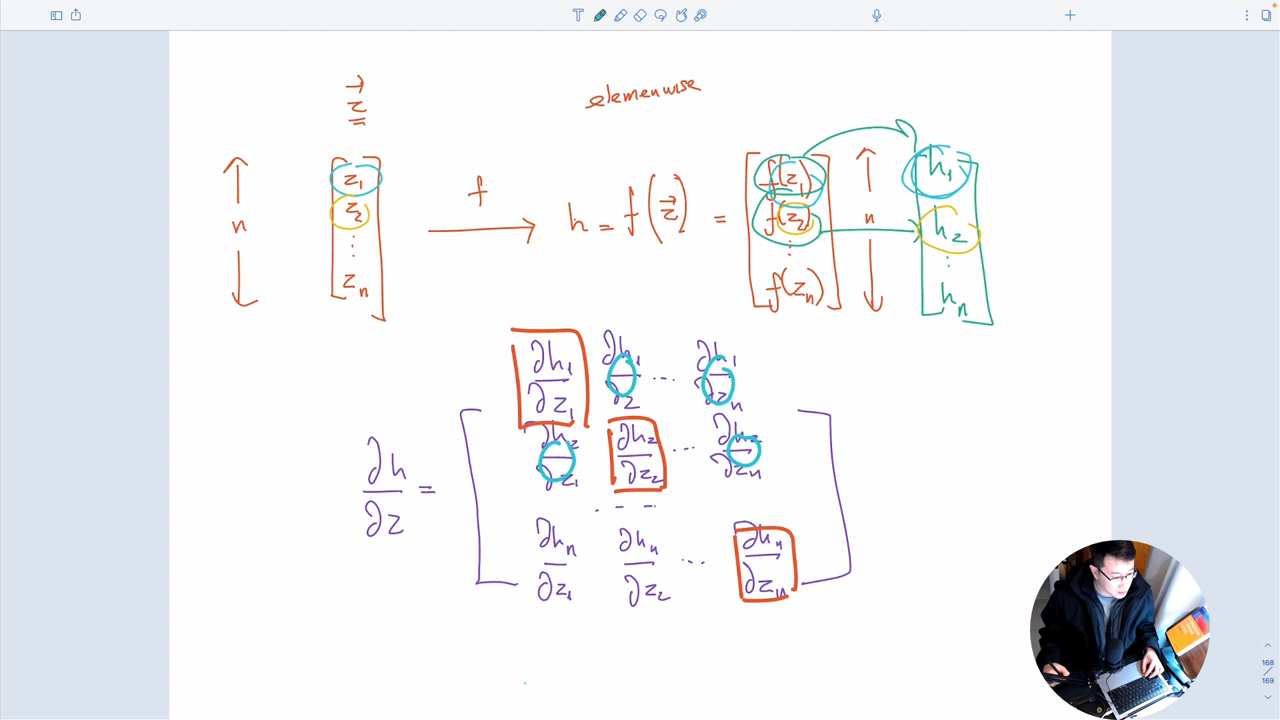 elemenwise
z⃗
n
z₁
z₂
⋮
zₙ
f
h = f(z⃗) =
f(z₁)
f(z₂)
⋮
f(zₙ)
n
h₁
h₂
⋮
hₙ
∂h/∂z =
∂h₁/∂z₁ ∂h₁/∂z ... ∂h₁/∂zₙ
∂h₂/∂z₁ ∂h₂/∂z₂ ... ∂h₂/∂zₙ
. - - -
∂hₙ/∂z₁ ∂hₙ/∂z₂ ... ∂hₙ/∂zₙ
168
/
169